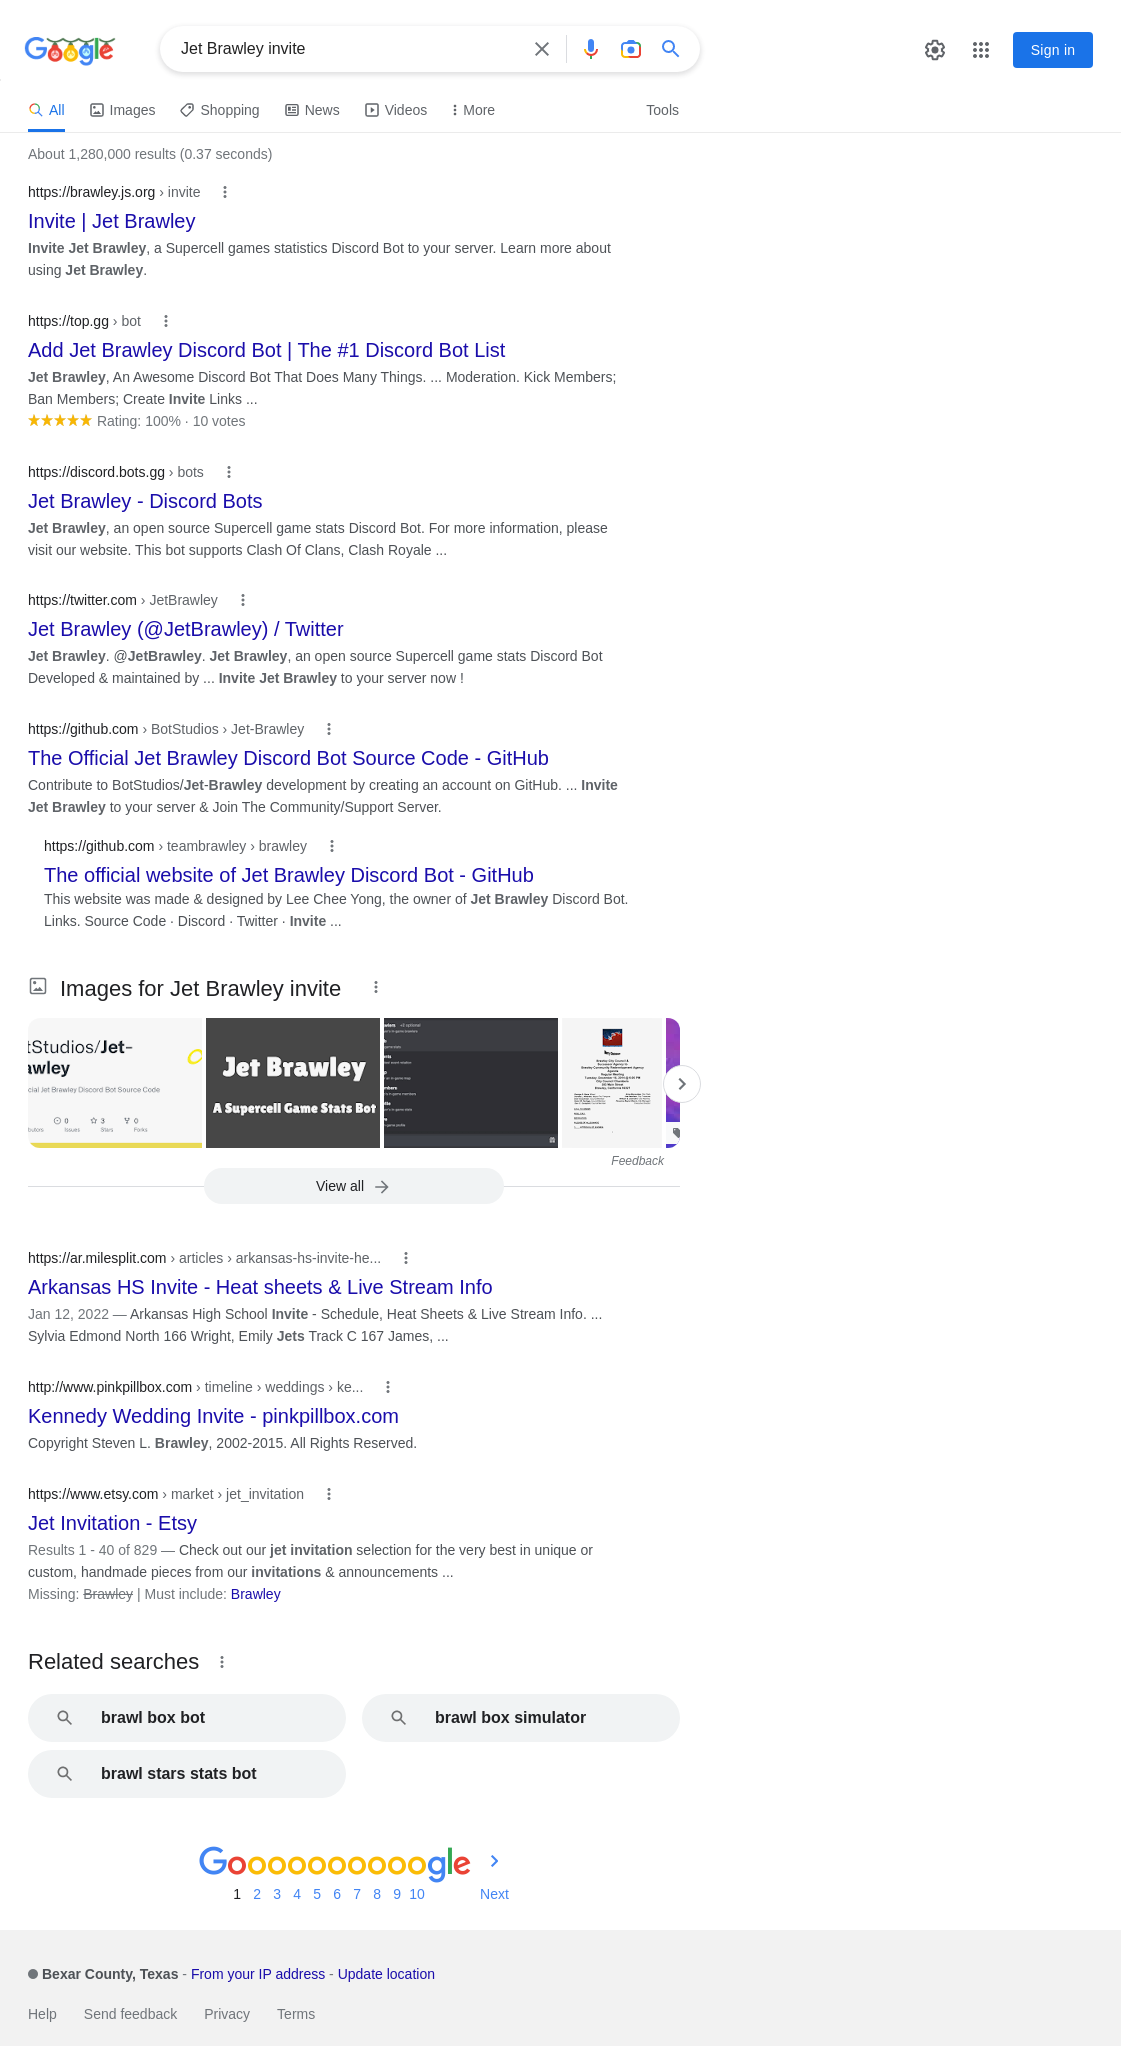 Google
Jet Brawley invite
Sign in
All
Images
Shopping
News
Videos
More
Tools
About 1,280,000 results (0.37 seconds)
https://brawley.js.org › invite
Invite | Jet Brawley
Invite Jet Brawley, a Supercell games statistics Discord Bot to your server. Learn more about
using Jet Brawley.
https://top.gg › bot
Add Jet Brawley Discord Bot | The #1 Discord Bot List
Jet Brawley, An Awesome Discord Bot That Does Many Things. ... Moderation. Kick Members;
Ban Members; Create Invite Links ...
Rating: 100% · 10 votes
https://discord.bots.gg › bots
Jet Brawley - Discord Bots
Jet Brawley, an open source Supercell game stats Discord Bot. For more information, please
visit our website. This bot supports Clash Of Clans, Clash Royale ...
https://twitter.com › JetBrawley
Jet Brawley (@JetBrawley) / Twitter
Jet Brawley. @JetBrawley. Jet Brawley, an open source Supercell game stats Discord Bot
Developed & maintained by ... Invite Jet Brawley to your server now !
https://github.com › BotStudios › Jet-Brawley
The Official Jet Brawley Discord Bot Source Code - GitHub
Contribute to BotStudios/Jet-Brawley development by creating an account on GitHub. ... Invite
Jet Brawley to your server & Join The Community/Support Server.
https://github.com › teambrawley › brawley
The official website of Jet Brawley Discord Bot - GitHub
This website was made & designed by Lee Chee Yong, the owner of Jet Brawley Discord Bot.
Links. Source Code · Discord · Twitter · Invite ...
Images for Jet Brawley invite
tStudios/Jet-
awley
cial Jet Brawley Discord Bot Source Code
0
3
0
Issues
Stars
Forks
Jet Brawley
A Supercell Game Stats Bot
Feedback
View all
https://ar.milesplit.com › articles › arkansas-hs-invite-he...
Arkansas HS Invite - Heat sheets & Live Stream Info
Jan 12, 2022 — Arkansas High School Invite - Schedule, Heat Sheets & Live Stream Info. ...
Sylvia Edmond North 166 Wright, Emily Jets Track C 167 James, ...
http://www.pinkpillbox.com › timeline › weddings › ke...
Kennedy Wedding Invite - pinkpillbox.com
Copyright Steven L. Brawley, 2002-2015. All Rights Reserved.
https://www.etsy.com › market › jet_invitation
Jet Invitation - Etsy
Results 1 - 40 of 829 — Check out our jet invitation selection for the very best in unique or
custom, handmade pieces from our invitations & announcements ...
Missing: Brawley | Must include: Brawley
Related searches
brawl box bot
brawl box simulator
brawl stars stats bot
Goooooooooogle
1 2 3 4 5 6 7 8 9 10 Next
Bexar County, Texas - From your IP address - Update location
Help
Send feedback
Privacy
Terms